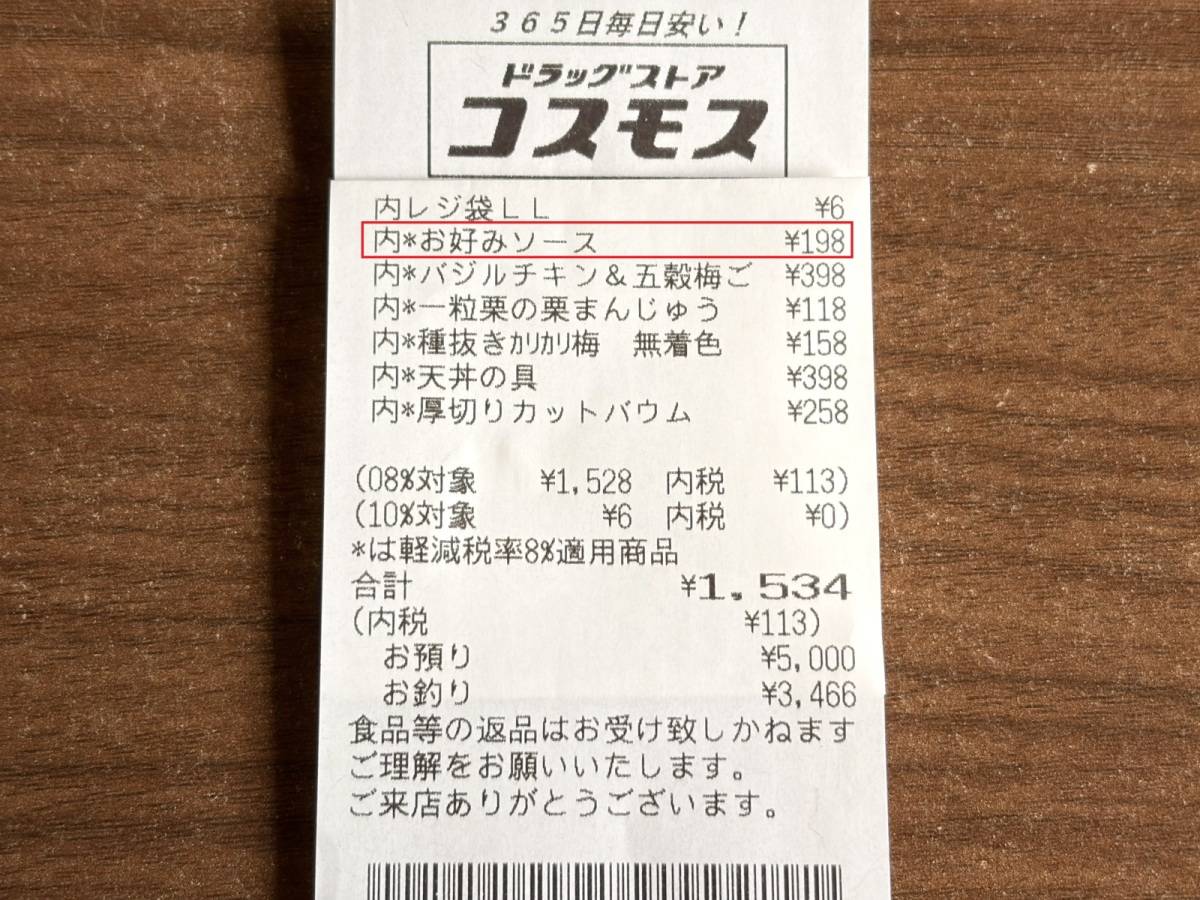 365日毎日安い!
ドラッグストア
コスモス
内レジ袋LL ¥6
内*お好みソース ¥198
内*バジルチキン&五穀梅ご ¥398
内*一粒栗の栗まんじゅう ¥118
内*種抜きカリカリ梅 無着色 ¥158
内*天丼の具 ¥398
内*厚切りカットバウム ¥258
(08%対象 ¥1,528 内税 ¥113)
(10%対象 ¥6 内税 ¥0)
*は軽減税率8%適用商品
合計 ¥1,534
(内税 ¥113)
お預り ¥5,000
お釣り ¥3,466
食品等の返品はお受け致しかねます
ご理解をお願いいたします。
ご来店ありがとうございます。